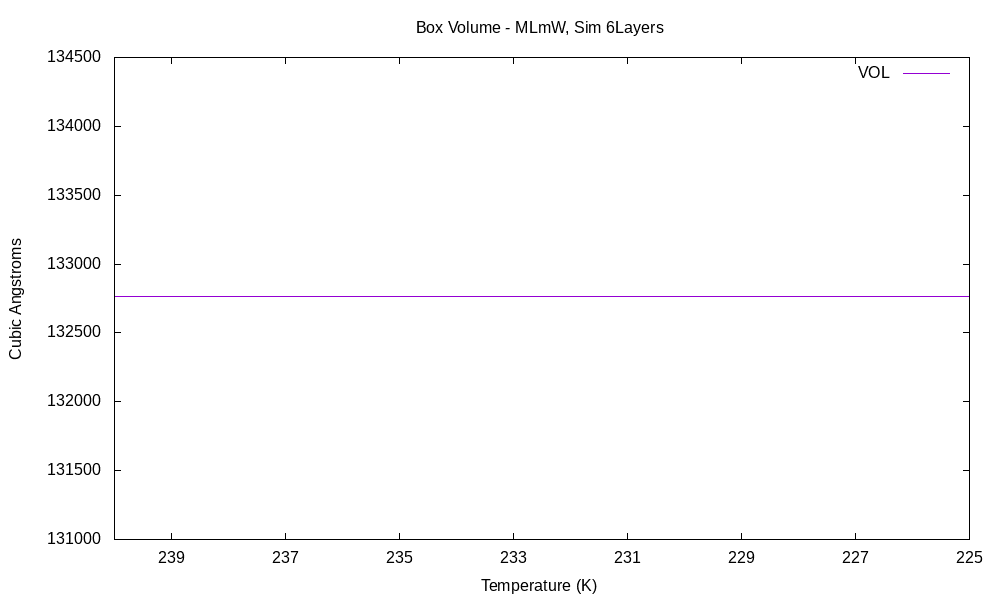 Box Volume - MLmW, Sim 6Layers
VOL
134500
134000
133500
133000
132500
132000
131500
131000
Cubic Angstroms
239 237 235 233 231 229 227 225
Temperature (K)